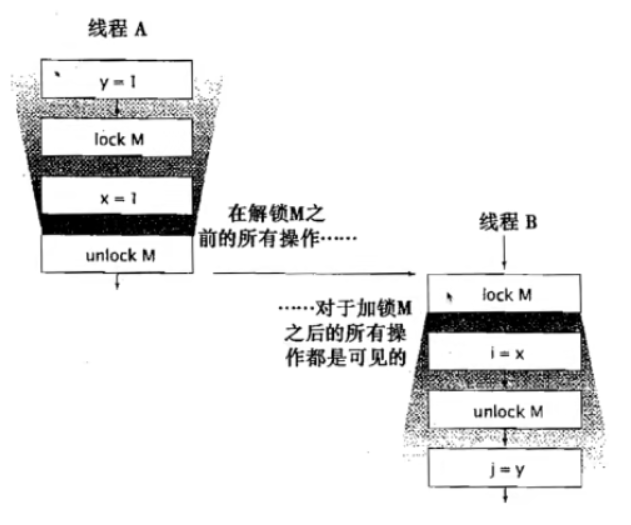 线程 A
y = 1
lock M
x = 1
unlock M
在解锁M之
前的所有操作……
线程 B
lock M
……对于加锁M
之后的所有操
作都是可见的
i = x
unlock M
j = y